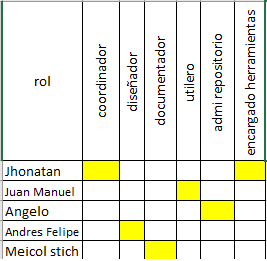 rol
coordinador
diseñador
documentador
utilero
admi repositorio
encargado herramientas
Jhonatan
Juan Manuel
Angelo
Andres Felipe
Meicol stich